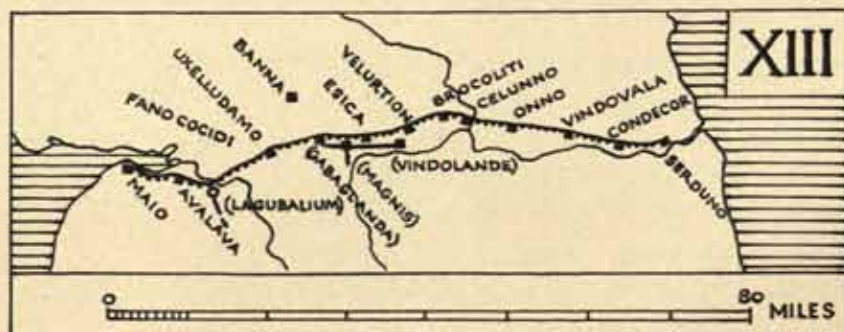 XIII
BANNA
UXELLUDAMO
FANO COCIDI
ESICA
VELURTION
BROCOLITI
CELUNNO
ONNO
VINDOVALA
CONDECOR
SERDUNO
MAIO
AVALAVA
(LAGUBALIUM)
GABAGLANDA)
(MAGNIS)
(VINDOLANDE)
0
80 MILES